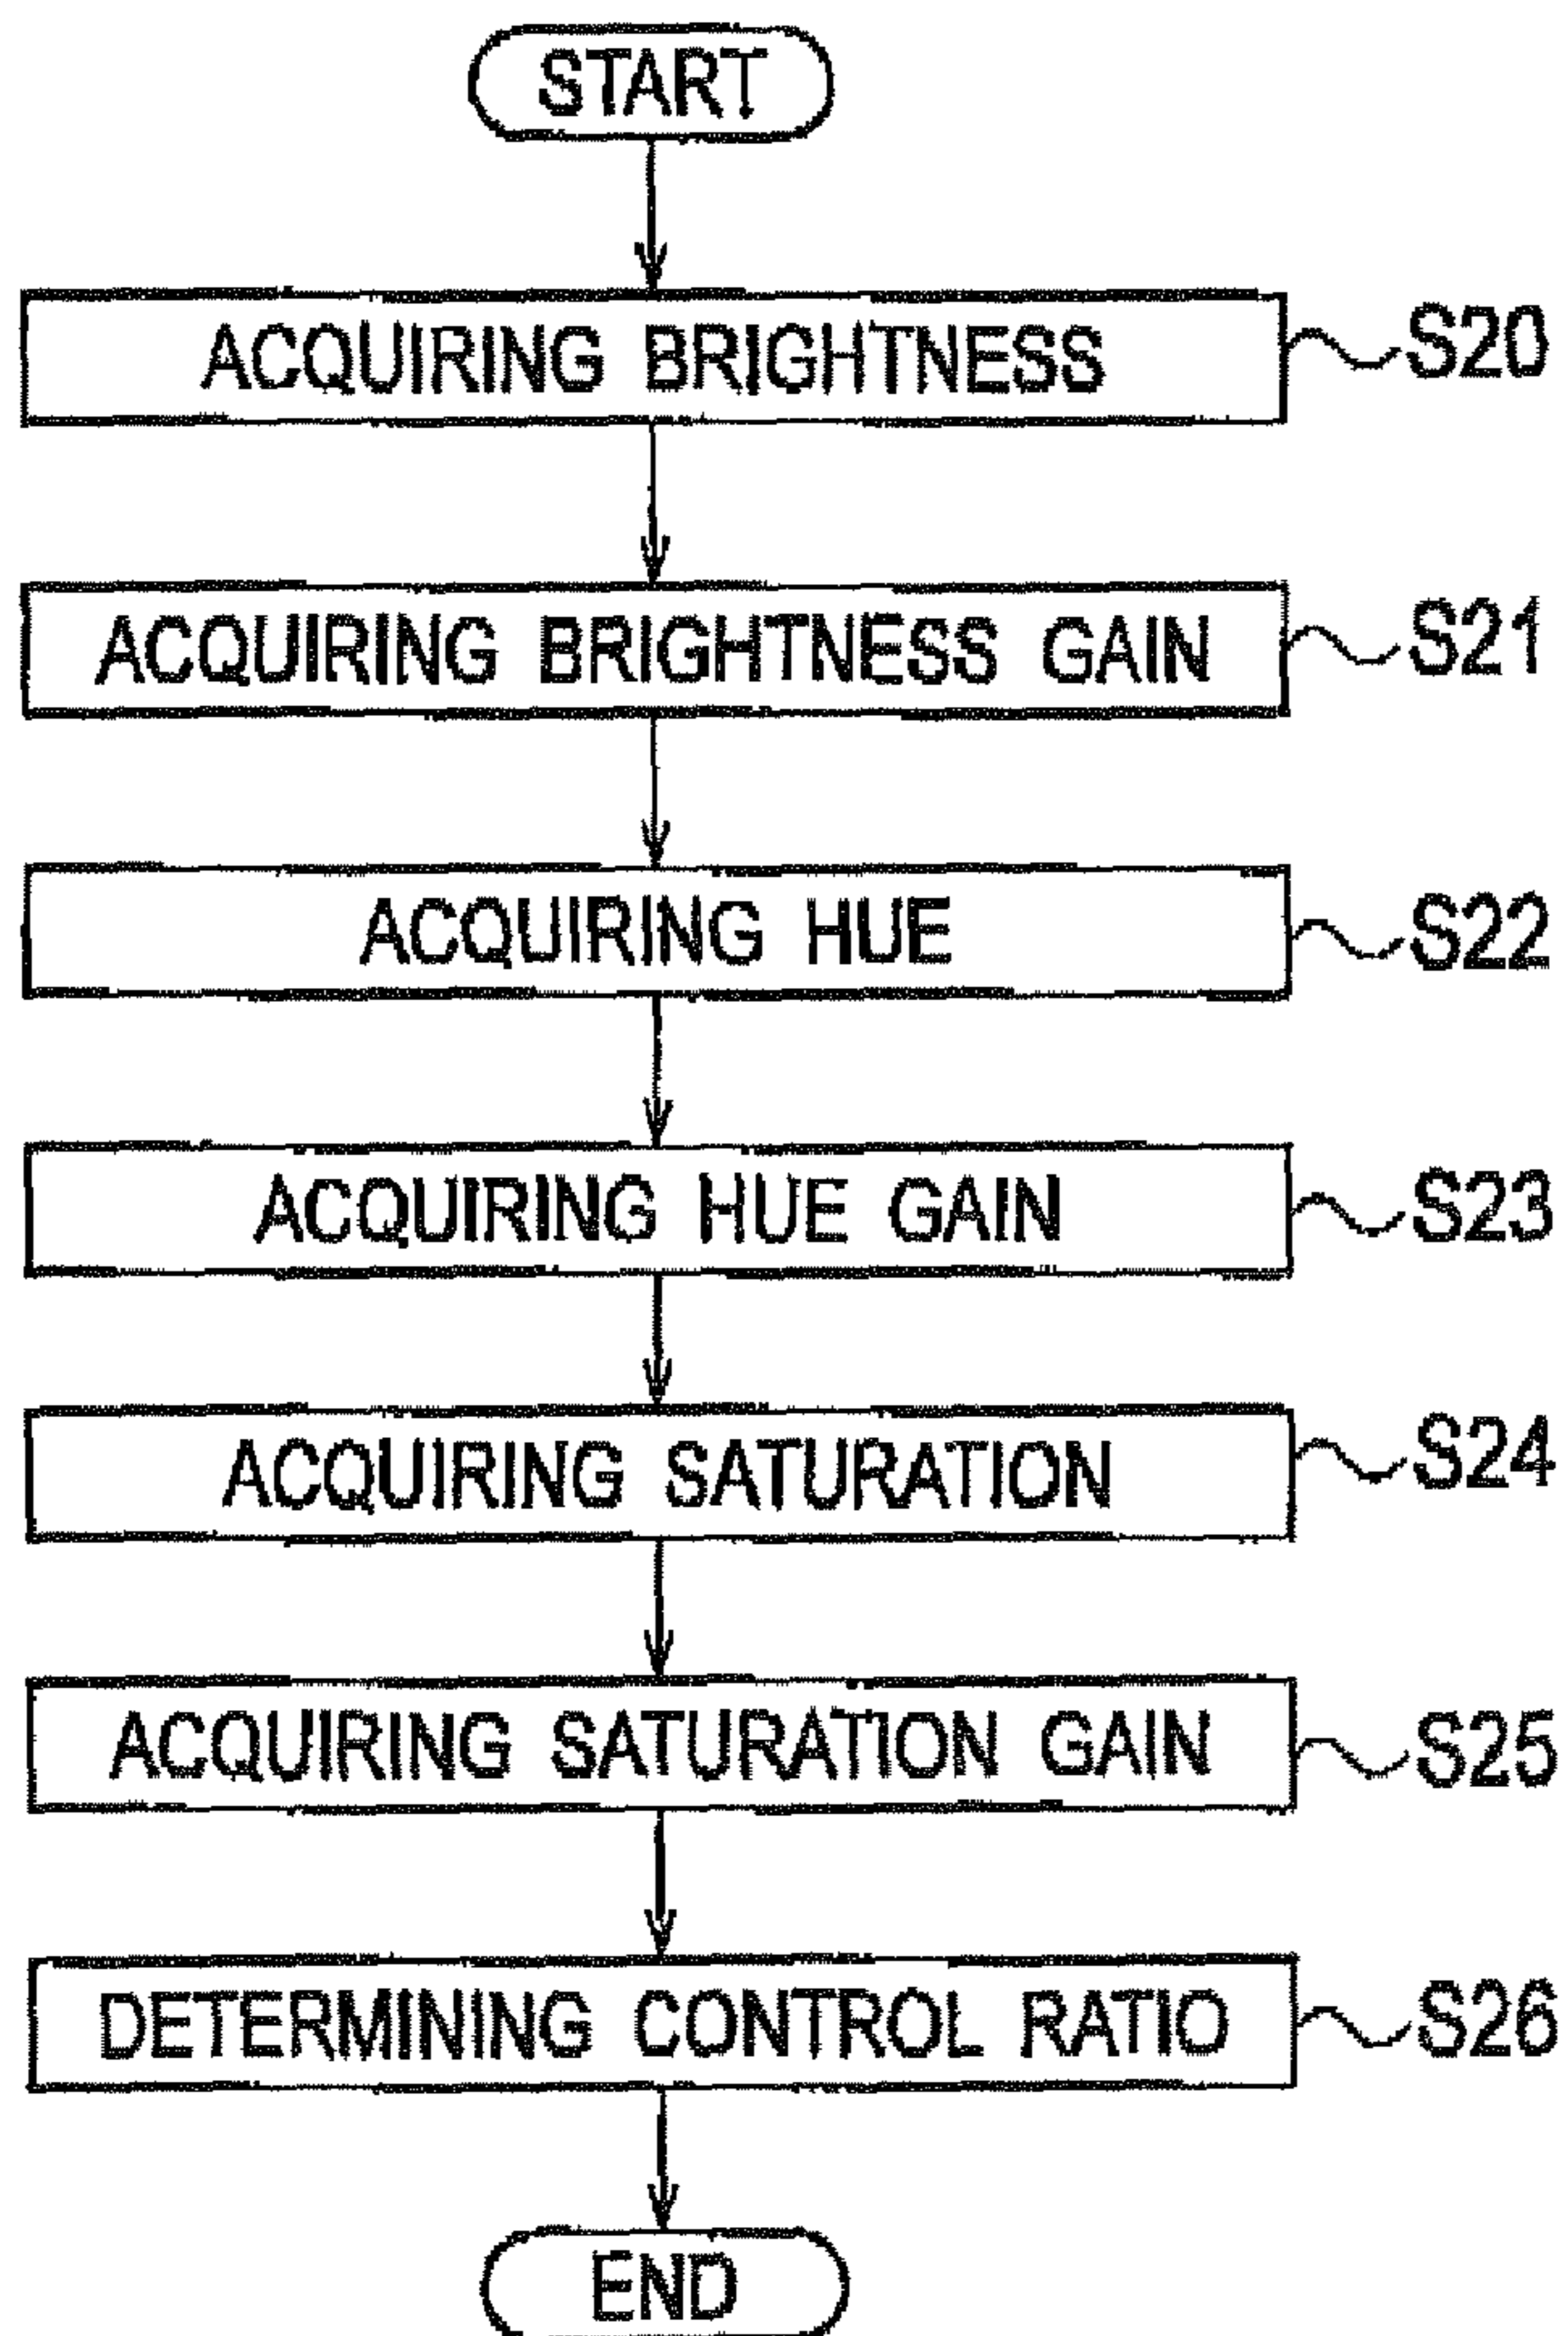 START
ACQUIRING BRIGHTNESS S20
ACQUIRING BRIGHTNESS GAIN S21
ACQUIRING HUE S22
ACQUIRING HUE GAIN S23
ACQUIRING SATURATION S24
ACQUIRING SATURATION GAIN S25
DETERMINING CONTROL RATIO S26
END